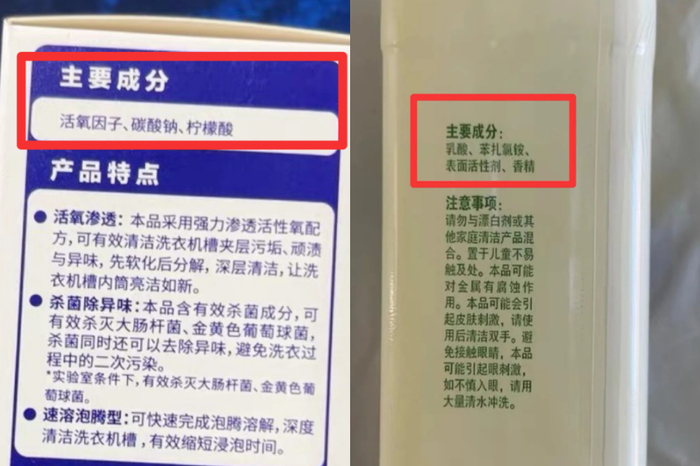 主要成分
活氧因子、碳酸钠、柠檬酸
产品特点
●活氧渗透：本品采用强力渗透活性氧配
方，可有效清洁洗衣机槽夹层污垢、顽渍
与异味，先软化后分解，深层清洁，让洗
衣机槽内筒亮洁如新。
●杀菌除异味：本品含有效杀菌成分，可
有效杀灭大肠杆菌、金黄色葡萄球菌，
杀菌同时还可以去除异味，避免洗衣过
程中的二次污染。
*实验室条件下，有效杀灭大肠杆菌、金黄色葡
萄球菌。
●速溶泡腾型：可快速完成泡腾溶解，深度
清洁洗衣机槽，有效缩短浸泡时间。
主要成分：
乳酸、苯扎氯铵、
表面活性剂、香精
注意事项：
请勿与漂白剂或其
他家庭清洁产品混
合。置于儿童不易
触及处。本品可能
对金属有腐蚀作
用。本品可能会引
起皮肤刺激，请使
用后清洁双手。避
免接触眼睛，本品
可能引起眼刺激，
如不慎入眼，请用
大量清水冲洗。